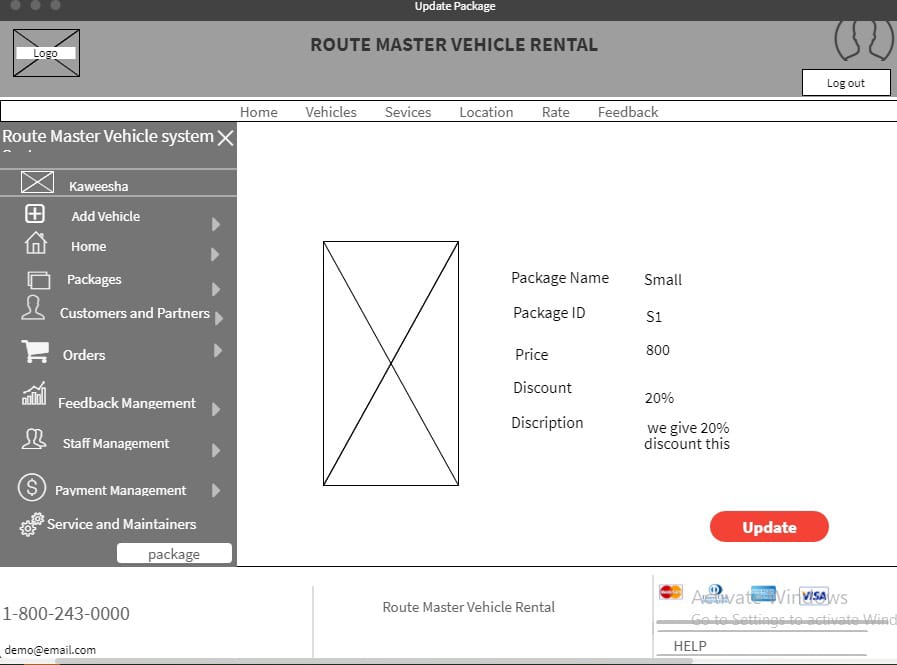 Update Package
Logo
ROUTE MASTER VEHICLE RENTAL
Log out
Home Vehicles Sevices Location Rate Feedback
Route Master Vehicle system
Kaweesha
Add Vehicle
Home
Packages
Customers and Partners
Orders
Feedback Mangement
Staff Management
Payment Management
Service and Maintainers
package
Package Name Small
Package ID S1
Price 800
Discount 20%
Discription we give 20%
discount this
Update
1-800-243-0000
demo@email.com
Route Master Vehicle Rental
VISA
Activate Windows
Go to Settings to activate Wind
HELP